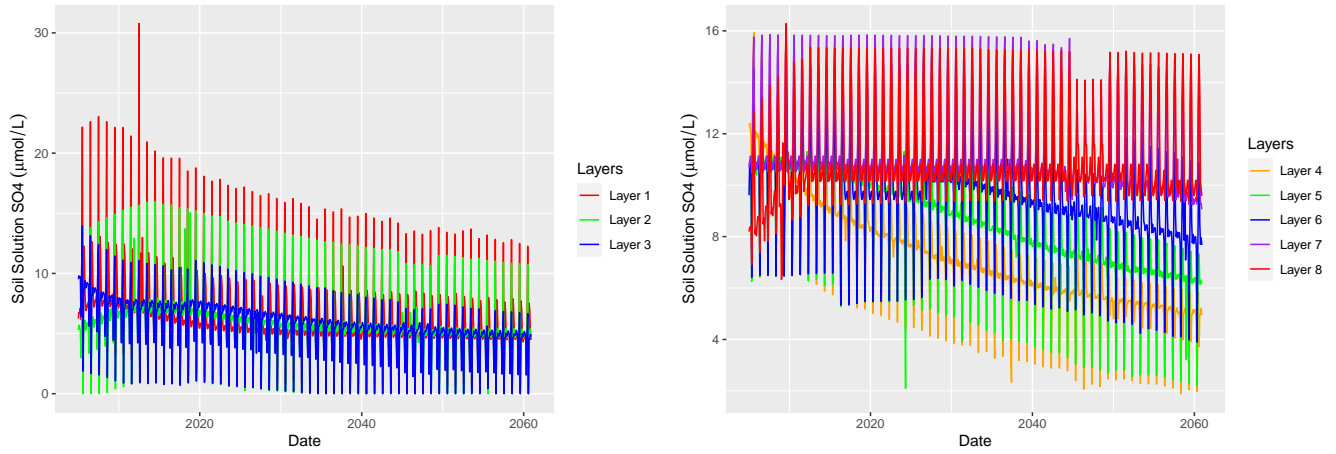 Soil Solution SO4 (μmol/L)
30
20
10
0
2020
2040
2060
Date
Layers
Layer 1
Layer 2
Layer 3
Soil Solution SO4 (μmol/L)
16
12
8
4
2020
2040
2060
Date
Layers
Layer 4
Layer 5
Layer 6
Layer 7
Layer 8